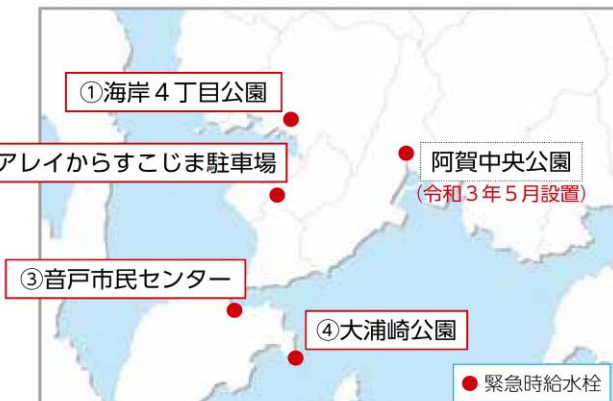 ①海岸４丁目公園
アレイからすこじま駐車場
阿賀中央公園
(令和３年５月設置)
③音戸市民センター
④大浦崎公園
●緊急時給水栓